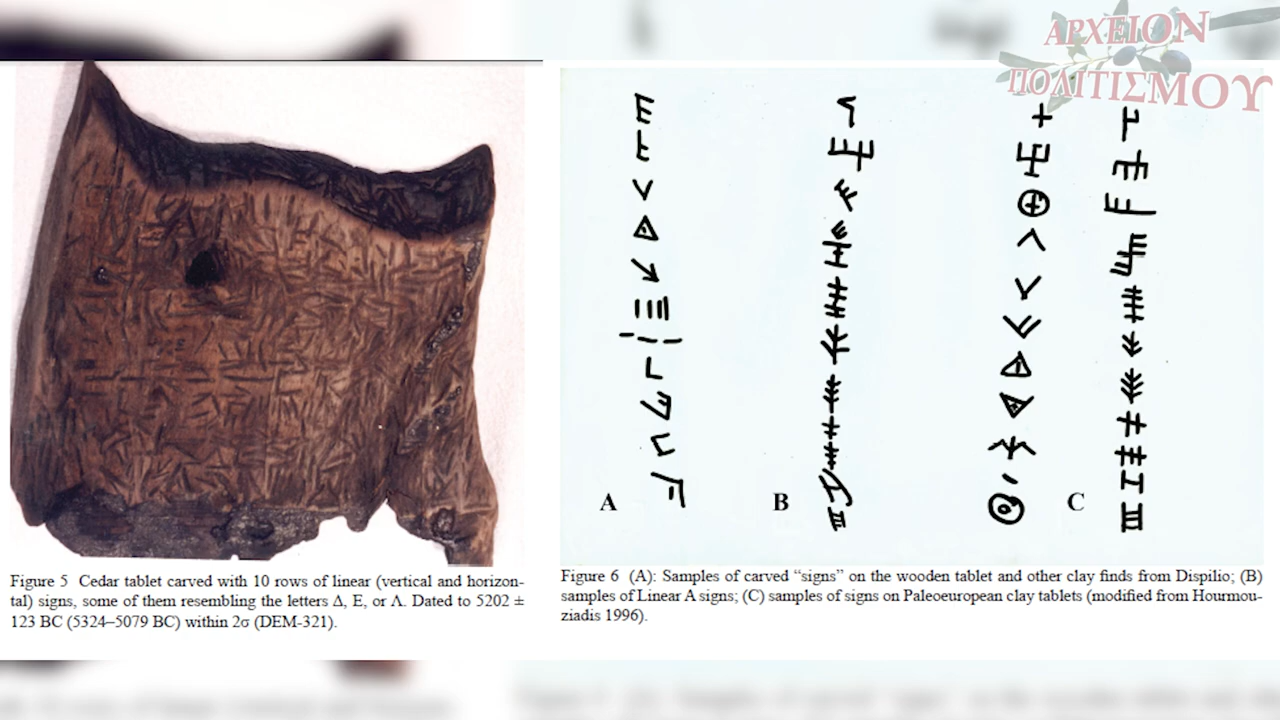 ΑΡΧΕΙΟΝ
ΠΟΛΙΤΙΣΜΟΥ
A
B
C
Figure 5 Cedar tablet carved with 10 rows of linear (vertical and horizon-
tal) signs, some of them resembling the letters Δ, E, or Λ. Dated to 5202 ±
123 BC (5324–5079 BC) within 2σ (DEM-321).
Figure 6 (A): Samples of carved “signs” on the wooden tablet and other clay finds from Dispilio; (B)
samples of Linear A signs; (C) samples of signs on Paleoeuropean clay tablets (modified from Hourmou-
ziadis 1996).